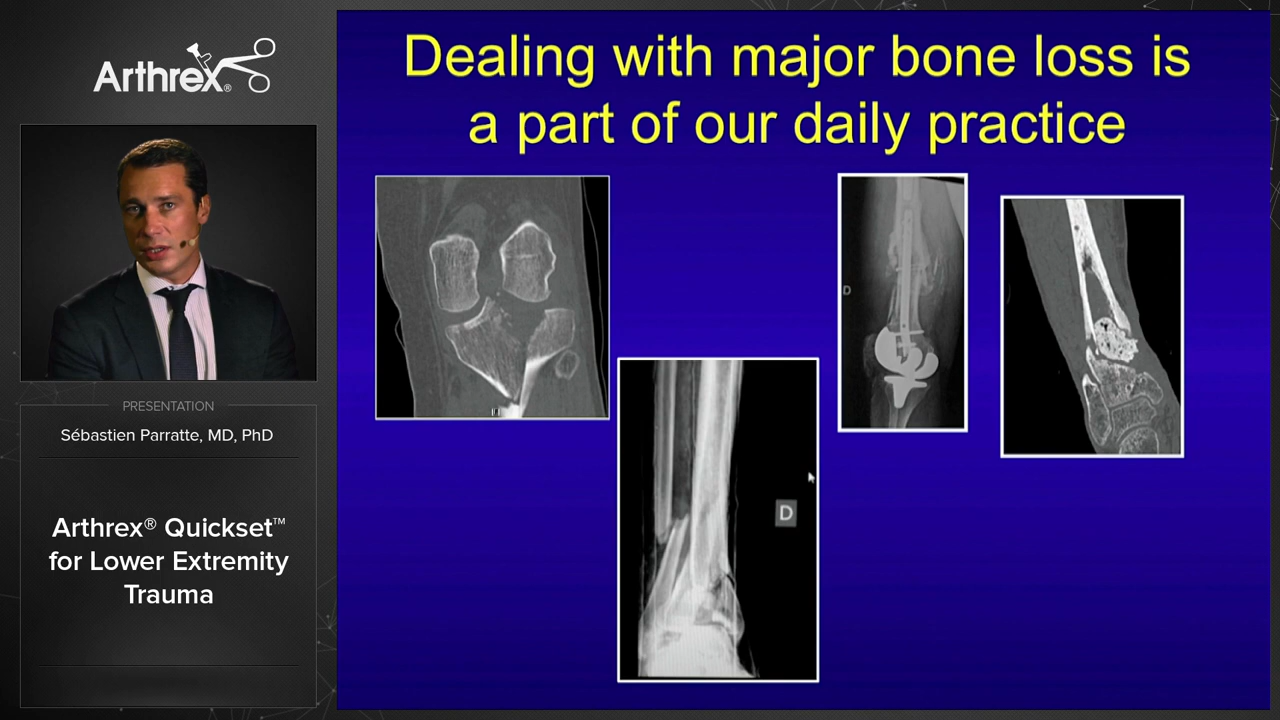 Arthrex®
PRESENTATION
Sébastien Parratte, MD, PhD
Arthrex® Quickset™
for Lower Extremity
Trauma
Dealing with major bone loss is
a part of our daily practice
D
D